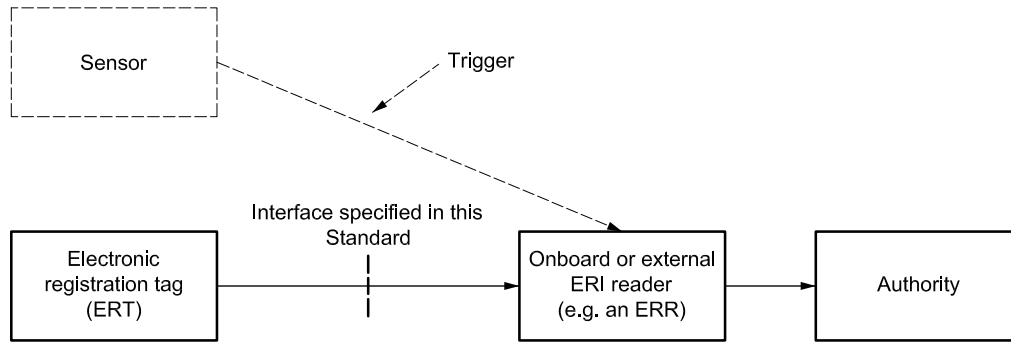 Sensor
Trigger
Interface specified in this
Standard
Electronic
registration tag
(ERT)
Onboard or external
ERI reader
(e.g. an ERR)
Authority